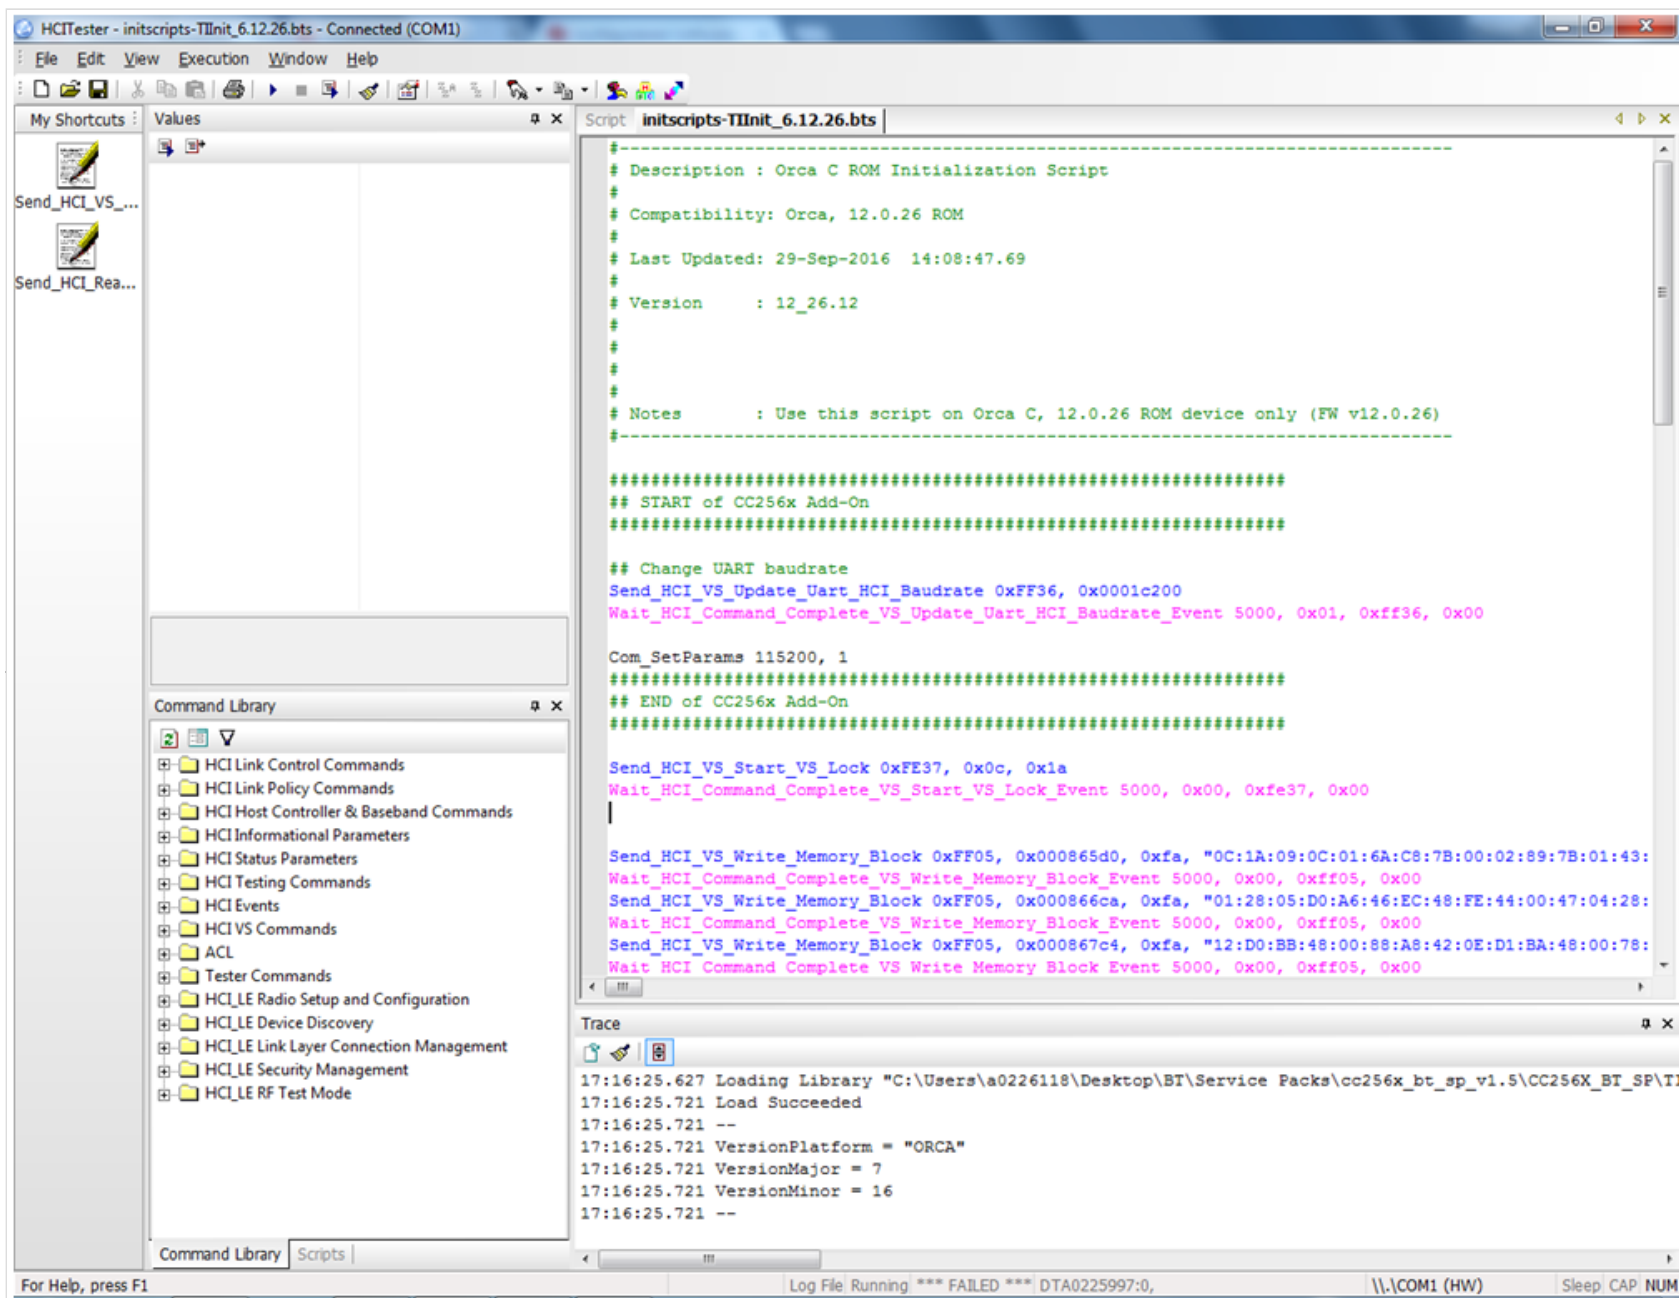 HCITester - initscripts-TIInit_6.12.26.bts - Connected (COM1)
File Edit View Execution Window Help
My Shortcuts
Send_HCI_VS_...
Send_HCI_Rea...
Values
Command Library
HCI Link Control Commands
HCI Link Policy Commands
HCI Host Controller & Baseband Commands
HCI Informational Parameters
HCI Status Parameters
HCI Testing Commands
HCI Events
HCI VS Commands
ACL
Tester Commands
HCI_LE Radio Setup and Configuration
HCI_LE Device Discovery
HCI_LE Link Layer Connection Management
HCI_LE Security Management
HCI_LE RF Test Mode
Command Library Scripts
Script initscripts-TIInit_6.12.26.bts
#--------------------------------------------------------------------------------
# Description : Orca C ROM Initialization Script
#
# Compatibility: Orca, 12.0.26 ROM
#
# Last Updated: 29-Sep-2016 14:08:47.69
#
# Version : 12_26.12
#
#
#
#
# Notes : Use this script on Orca C, 12.0.26 ROM device only (FW v12.0.26)
#--------------------------------------------------------------------------------
#################################################################
## START of CC256x Add-On
#################################################################
## Change UART baudrate
Send_HCI_VS_Update_Uart_HCI_Baudrate 0xFF36, 0x0001c200
Wait_HCI_Command_Complete_VS_Update_Uart_HCI_Baudrate_Event 5000, 0x01, 0xff36, 0x00
Com_SetParams 115200, 1
#################################################################
## END of CC256x Add-On
#################################################################
Send_HCI_VS_Start_VS_Lock 0xFE37, 0x0c, 0x1a
Wait_HCI_Command_Complete_VS_Start_VS_Lock_Event 5000, 0x00, 0xfe37, 0x00
Send_HCI_VS_Write_Memory_Block 0xFF05, 0x000865d0, 0xfa, "0C:1A:09:0C:01:6A:C8:7B:00:02:89:7B:01:43:
Wait_HCI_Command_Complete_VS_Write_Memory_Block_Event 5000, 0x00, 0xff05, 0x00
Send_HCI_VS_Write_Memory_Block 0xFF05, 0x000866ca, 0xfa, "01:28:05:D0:A6:46:EC:48:FE:44:00:47:04:28:
Wait_HCI_Command_Complete_VS_Write_Memory_Block_Event 5000, 0x00, 0xff05, 0x00
Send_HCI_VS_Write_Memory_Block 0xFF05, 0x000867c4, 0xfa, "12:D0:BB:48:00:88:A8:42:0E:D1:BA:48:00:78:
Wait_HCI_Command_Complete_VS_Write_Memory_Block_Event 5000, 0x00, 0xff05, 0x00
Trace
17:16:25.627 Loading Library "C:\Users\a0226118\Desktop\BT\Service Packs\cc256x_bt_sp_v1.5\CC256X_BT_SP\TI
17:16:25.721 Load Succeeded
17:16:25.721 --
17:16:25.721 VersionPlatform = "ORCA"
17:16:25.721 VersionMajor = 7
17:16:25.721 VersionMinor = 16
17:16:25.721 --
For Help, press F1 Log File Running *** FAILED *** DTA0225997:0, \\.\COM1 (HW) Sleep CAP NUM